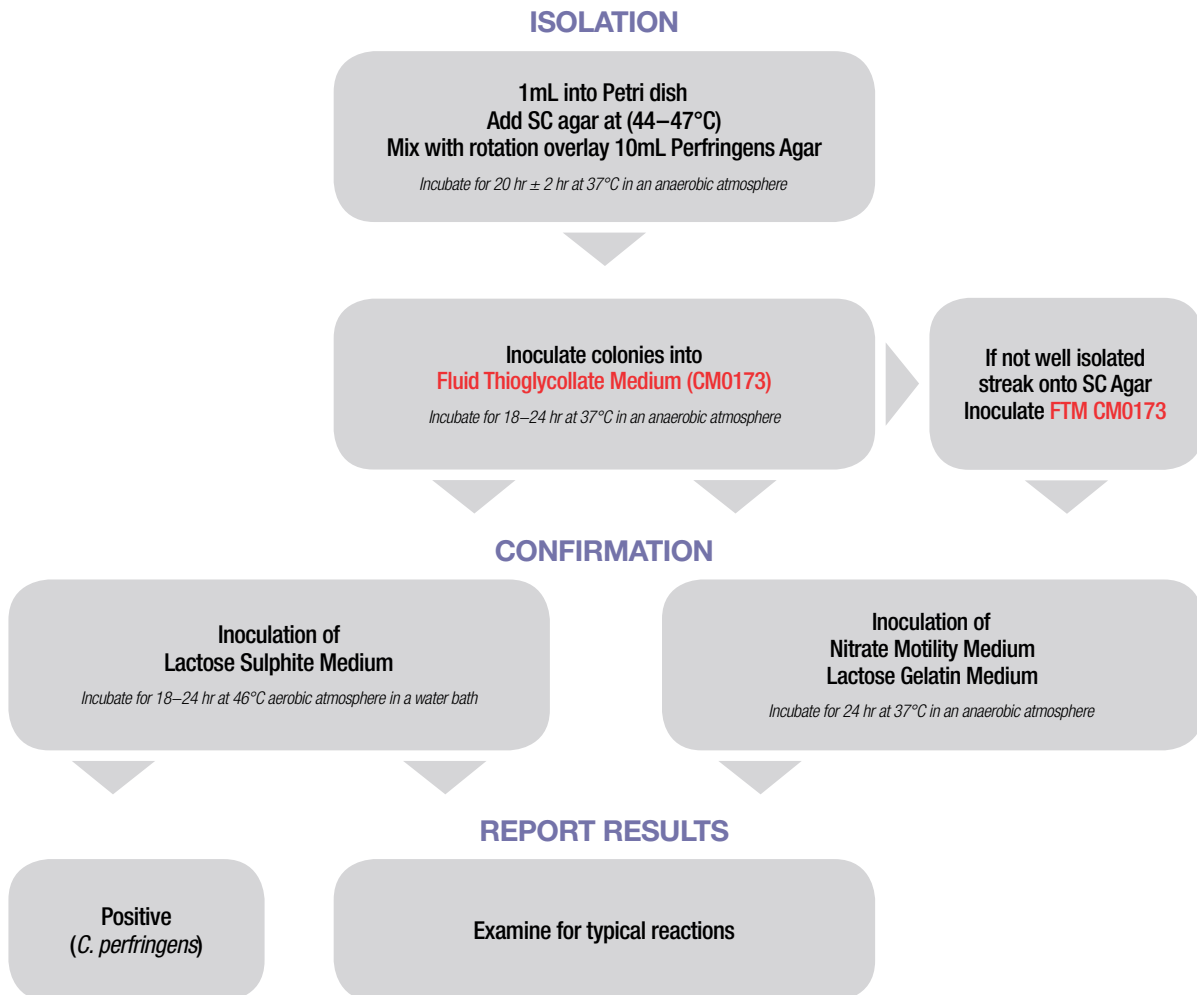 ISOLATION
1mL into Petri dish
Add SC agar at (44–47°C)
Mix with rotation overlay 10mL Perfringens Agar
Incubate for 20 hr ± 2 hr at 37°C in an anaerobic atmosphere
Inoculate colonies into
Fluid Thioglycollate Medium (CM0173)
Incubate for 18–24 hr at 37°C in an anaerobic atmosphere
If not well isolated
streak onto SC Agar
Inoculate FTM CM0173
CONFIRMATION
Inoculation of
Lactose Sulphite Medium
Incubate for 18–24 hr at 46°C aerobic atmosphere in a water bath
Inoculation of
Nitrate Motility Medium
Lactose Gelatin Medium
Incubate for 24 hr at 37°C in an anaerobic atmosphere
REPORT RESULTS
Positive
(C. perfringens)
Examine for typical reactions